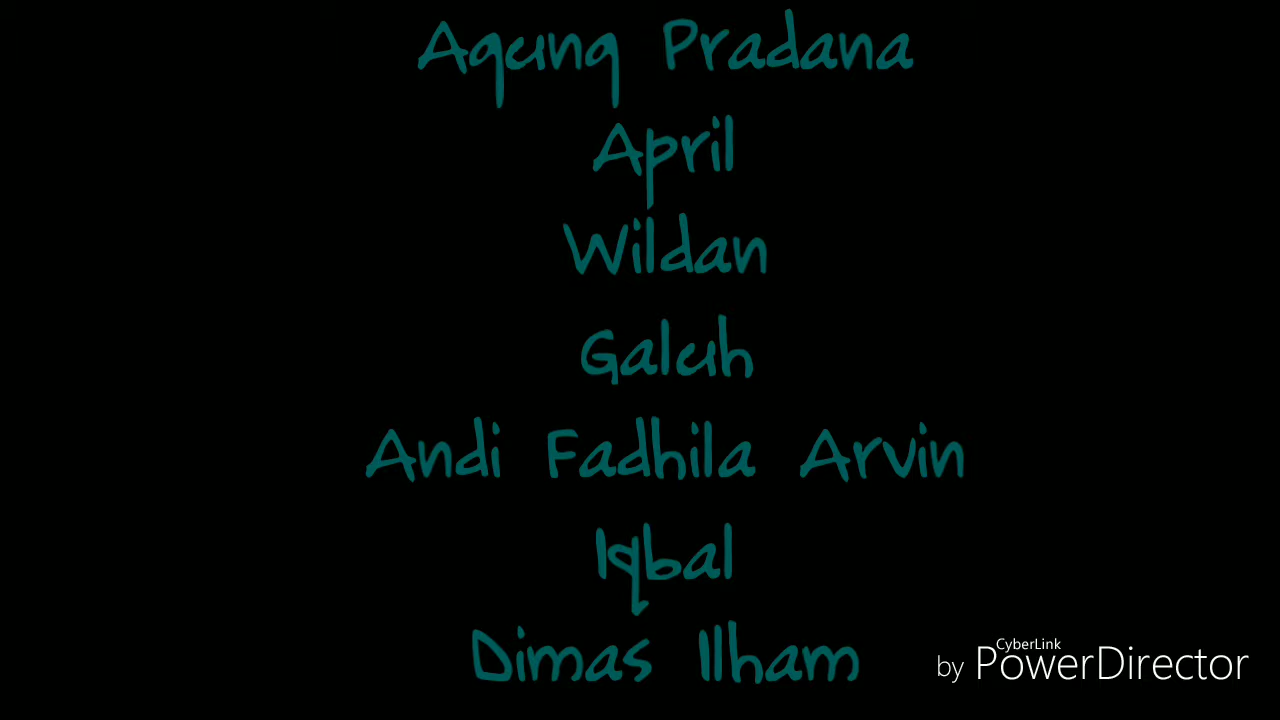 Agung Pradana
April
Wildan
Galuh
Andi Fadhila Arvin
Iqbal
Dimas Ilham
CyberLink
by PowerDirector